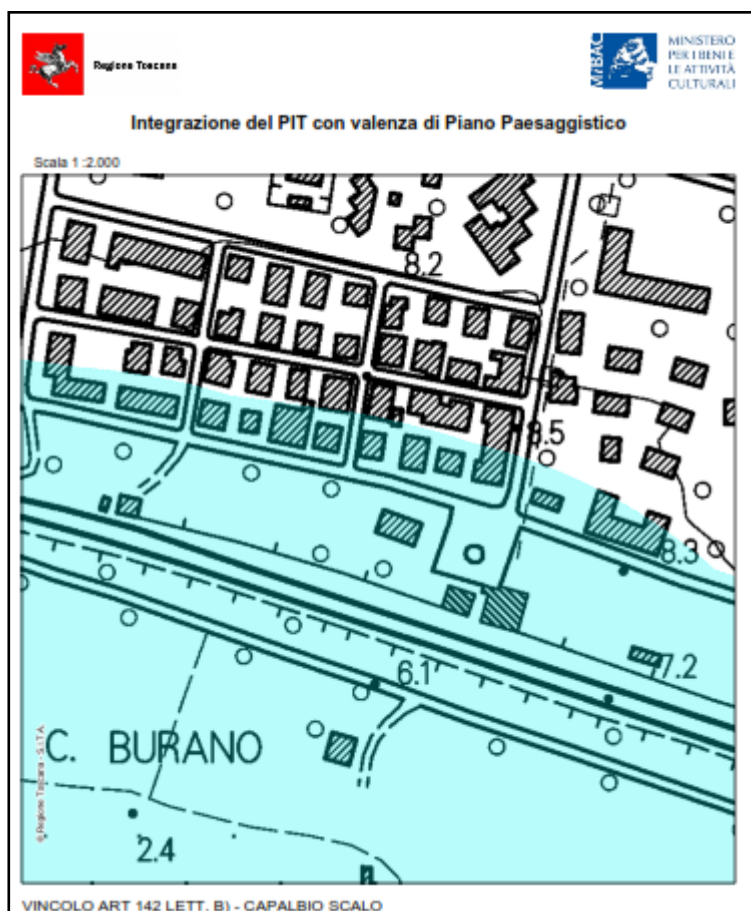 Regione Toscana
MiBAC
MINISTERO
PER I BENI E
LE ATTIVITÀ
CULTURALI
Integrazione del PIT con valenza di Piano Paesaggistico
Scala 1 :2.000
8.2
8.5
8.3
7.2
6.1
C. BURANO
2.4
© Regione Toscana - S.I.T.A.
VINCOLO ART 142 LETT. B) - CAPALBIO SCALO